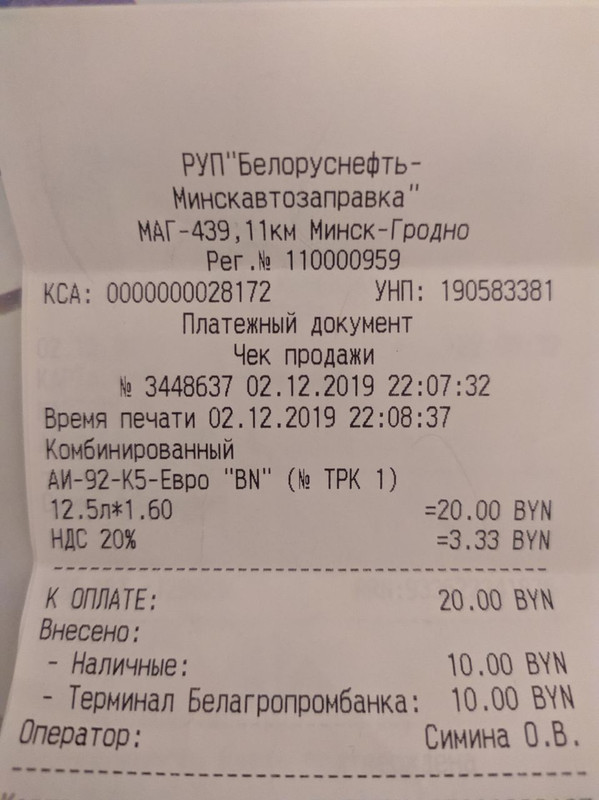 РУП"Белоруснефть-
Минскавтозаправка"
МАГ-439,11км Минск-Гродно
Рег.№ 110000959
КСА: 0000000028172 УНП: 190583381
Платежный документ
Чек продажи
№ 3448637 02.12.2019 22:07:32
Время печати 02.12.2019 22:08:37
Комбинированный
АИ-92-К5-Евро "BN" (№ ТРК 1)
12.5л*1.60 =20.00 BYN
НДС 20% =3.33 BYN
К ОПЛАТЕ: 20.00 BYN
Внесено:
- Наличные: 10.00 BYN
- Терминал Белагропромбанка: 10.00 BYN
Оператор: Симина О.В.